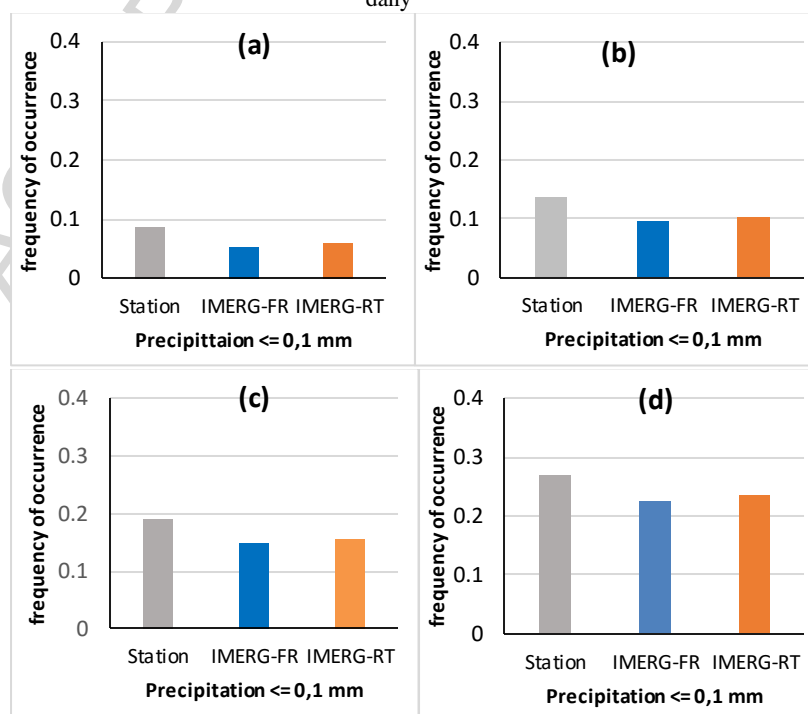 daily
(a)
frequency of occurrence
0.4
0.3
0.2
0.1
0
Station IMERG-FR IMERG-RT
Precipittaion <= 0,1 mm
(b)
frequency of occurrence
0.4
0.3
0.2
0.1
0
Station IMERG-FR IMERG-RT
Precipitation <= 0,1 mm
(c)
frequency of occurrence
0.4
0.3
0.2
0.1
0
Station IMERG-FR IMERG-RT
Precipitation <= 0,1 mm
(d)
frequency of occurrence
0.4
0.3
0.2
0.1
0
Station IMERG-FR IMERG-RT
Precipitation <= 0,1 mm